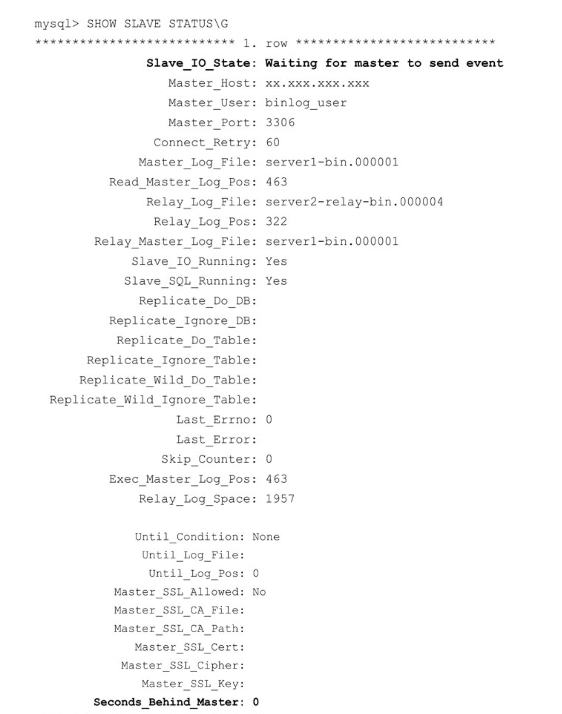 mysql> SHOW SLAVE STATUS\G
*************************** 1. row ***************************
Slave_IO_State: Waiting for master to send event
Master_Host: xx.xxx.xxx.xxx
Master_User: binlog_user
Master_Port: 3306
Connect_Retry: 60
Master_Log_File: server1-bin.000001
Read_Master_Log_Pos: 463
Relay_Log_File: server2-relay-bin.000004
Relay_Log_Pos: 322
Relay_Master_Log_File: server1-bin.000001
Slave_IO_Running: Yes
Slave_SQL_Running: Yes
Replicate_Do_DB:
Replicate_Ignore_DB:
Replicate_Do_Table:
Replicate_Ignore_Table:
Replicate_Wild_Do_Table:
Replicate_Wild_Ignore_Table:
Last_Errno: 0
Last_Error:
Skip_Counter: 0
Exec_Master_Log_Pos: 463
Relay_Log_Space: 1957
Until_Condition: None
Until_Log_File:
Until_Log_Pos: 0
Master_SSL_Allowed: No
Master_SSL_CA_File:
Master_SSL_CA_Path:
Master_SSL_Cert:
Master_SSL_Cipher:
Master_SSL_Key:
Seconds_Behind_Master: 0